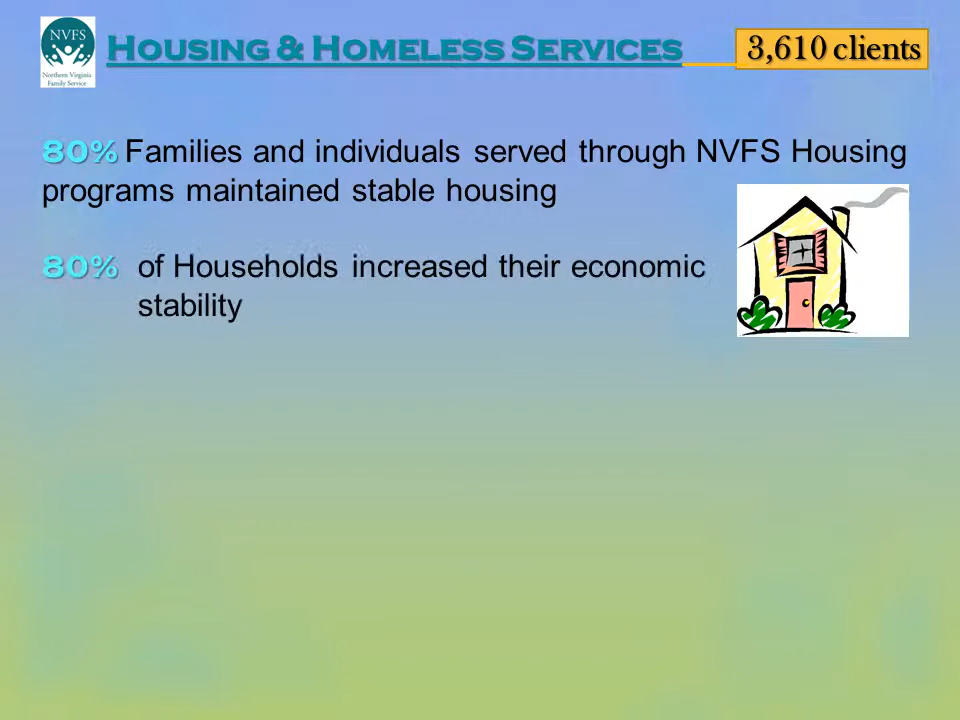 NVFS
Northern Virginia
Family Service
Housing & Homeless Services
3,610 clients
80% Families and individuals served through NVFS Housing
programs maintained stable housing
80% of Households increased their economic
stability